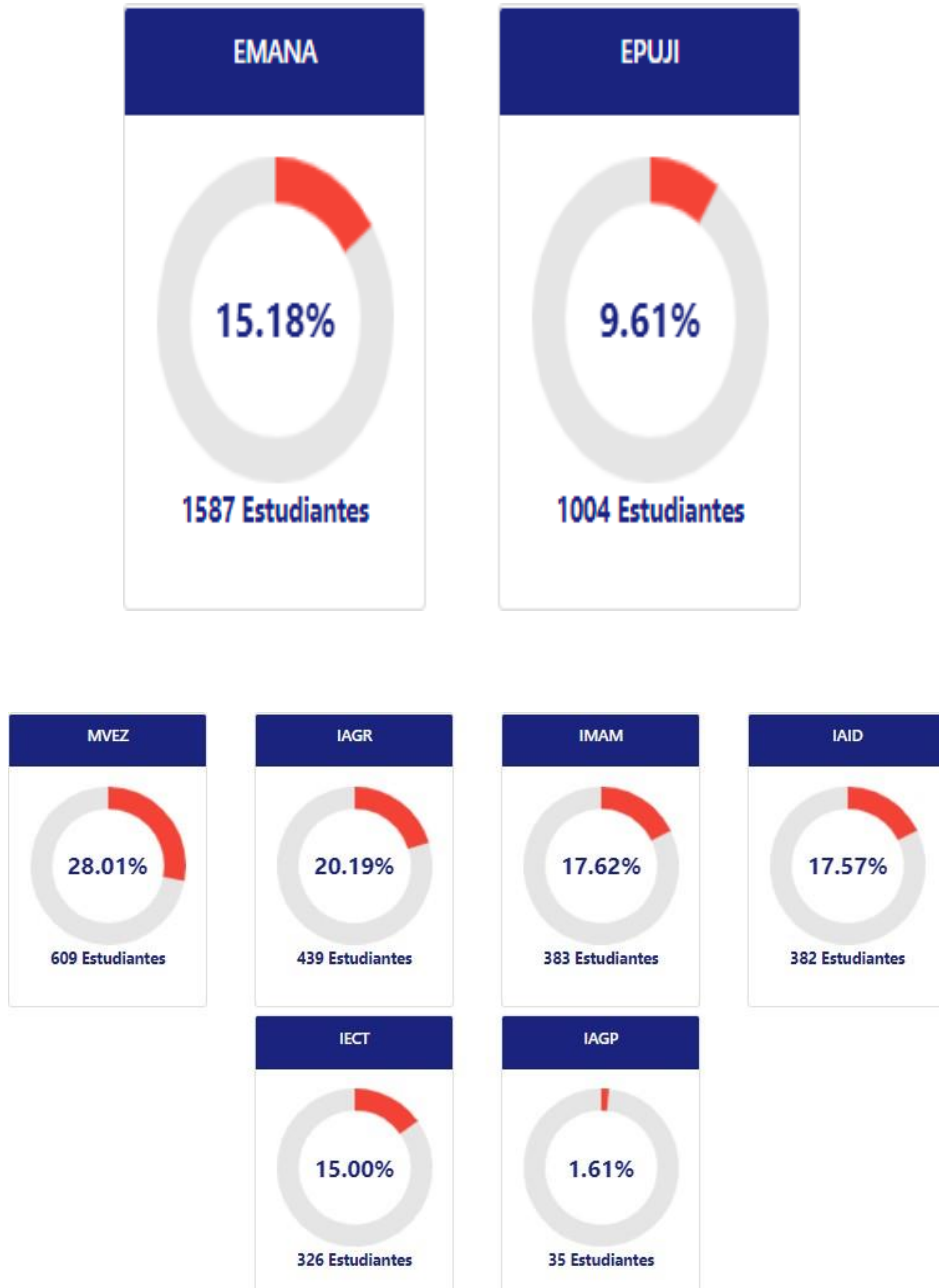 EMANA
EPUJI
15.18%
9.61%
1587 Estudiantes
1004 Estudiantes
MVEZ
IAGR
IMAM
IAID
28.01%
20.19%
17.62%
17.57%
609 Estudiantes
439 Estudiantes
383 Estudiantes
382 Estudiantes
IECT
IAGP
15.00%
1.61%
326 Estudiantes
35 Estudiantes